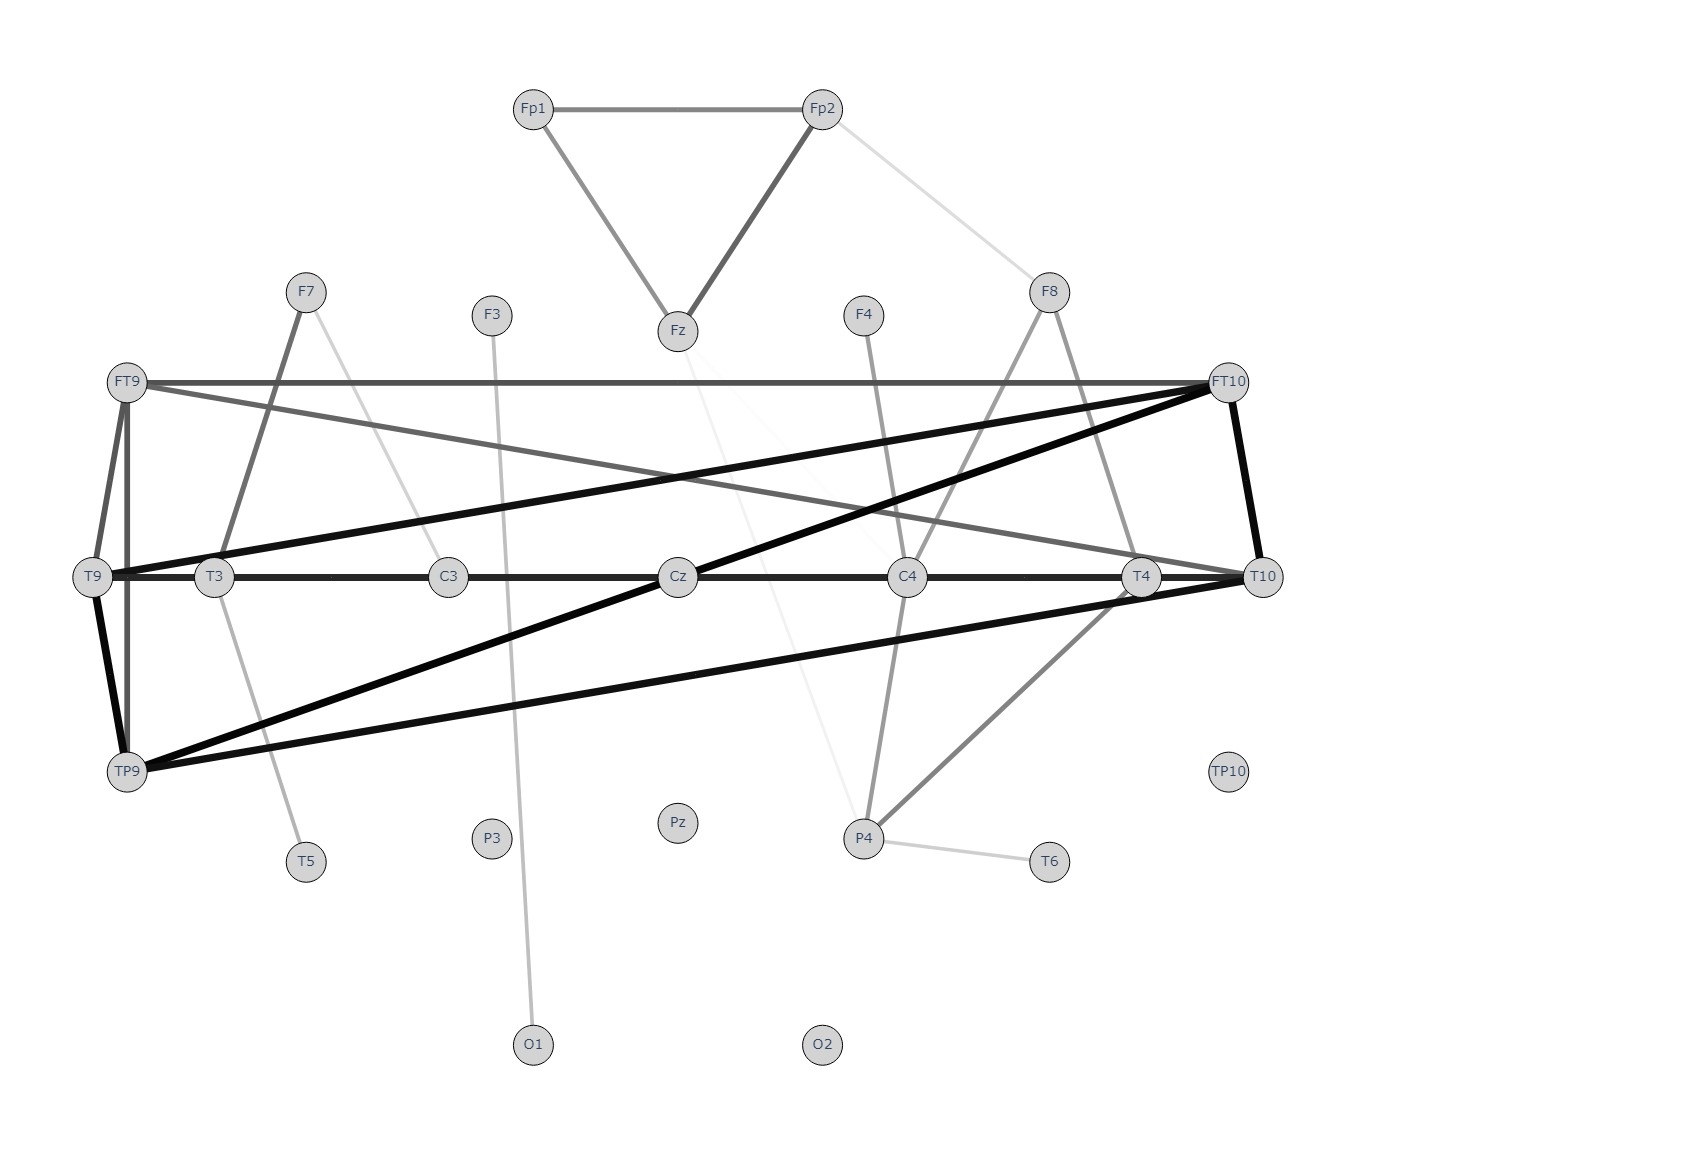 Fp1 Fp2
F7 F3 Fz F4 F8
FT9 FT10
T9 T3 C3 Cz C4 T4 T10
TP9 TP10
T5 P3 Pz P4 T6
O1 O2